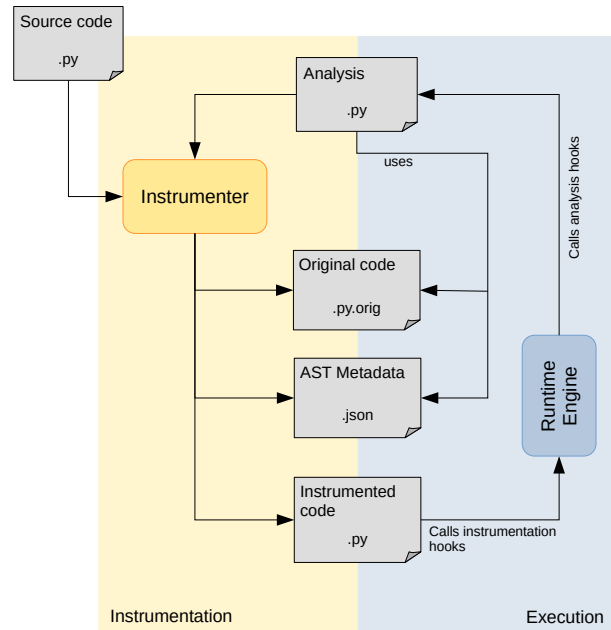 Source code
.py
Analysis
.py
uses
Instrumenter
Calls analysis hooks
Original code
.py.orig
AST Metadata
.json
Runtime
Engine
Instrumented
code
.py
Calls instrumentation
hooks
Instrumentation
Execution